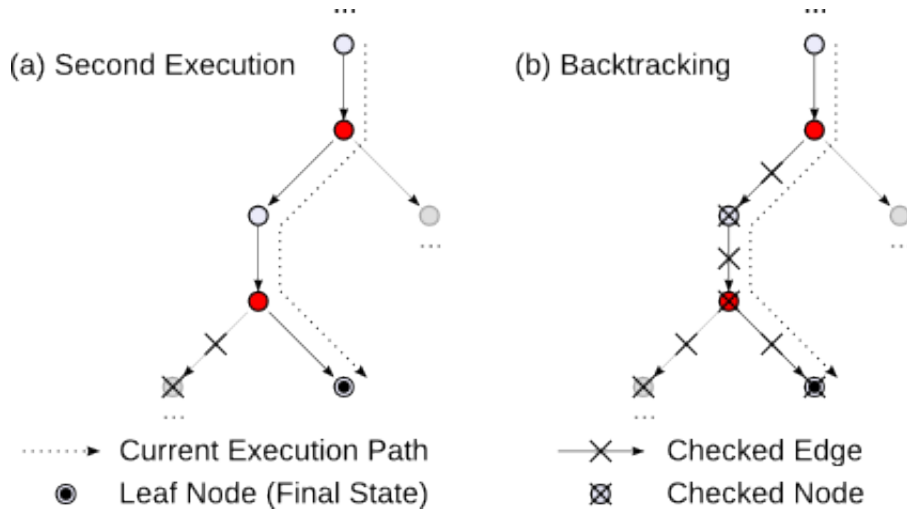 ... ...
(a) Second Execution (b) Backtracking
... ...
... ...
Current Execution Path Checked Edge
Leaf Node (Final State) Checked Node